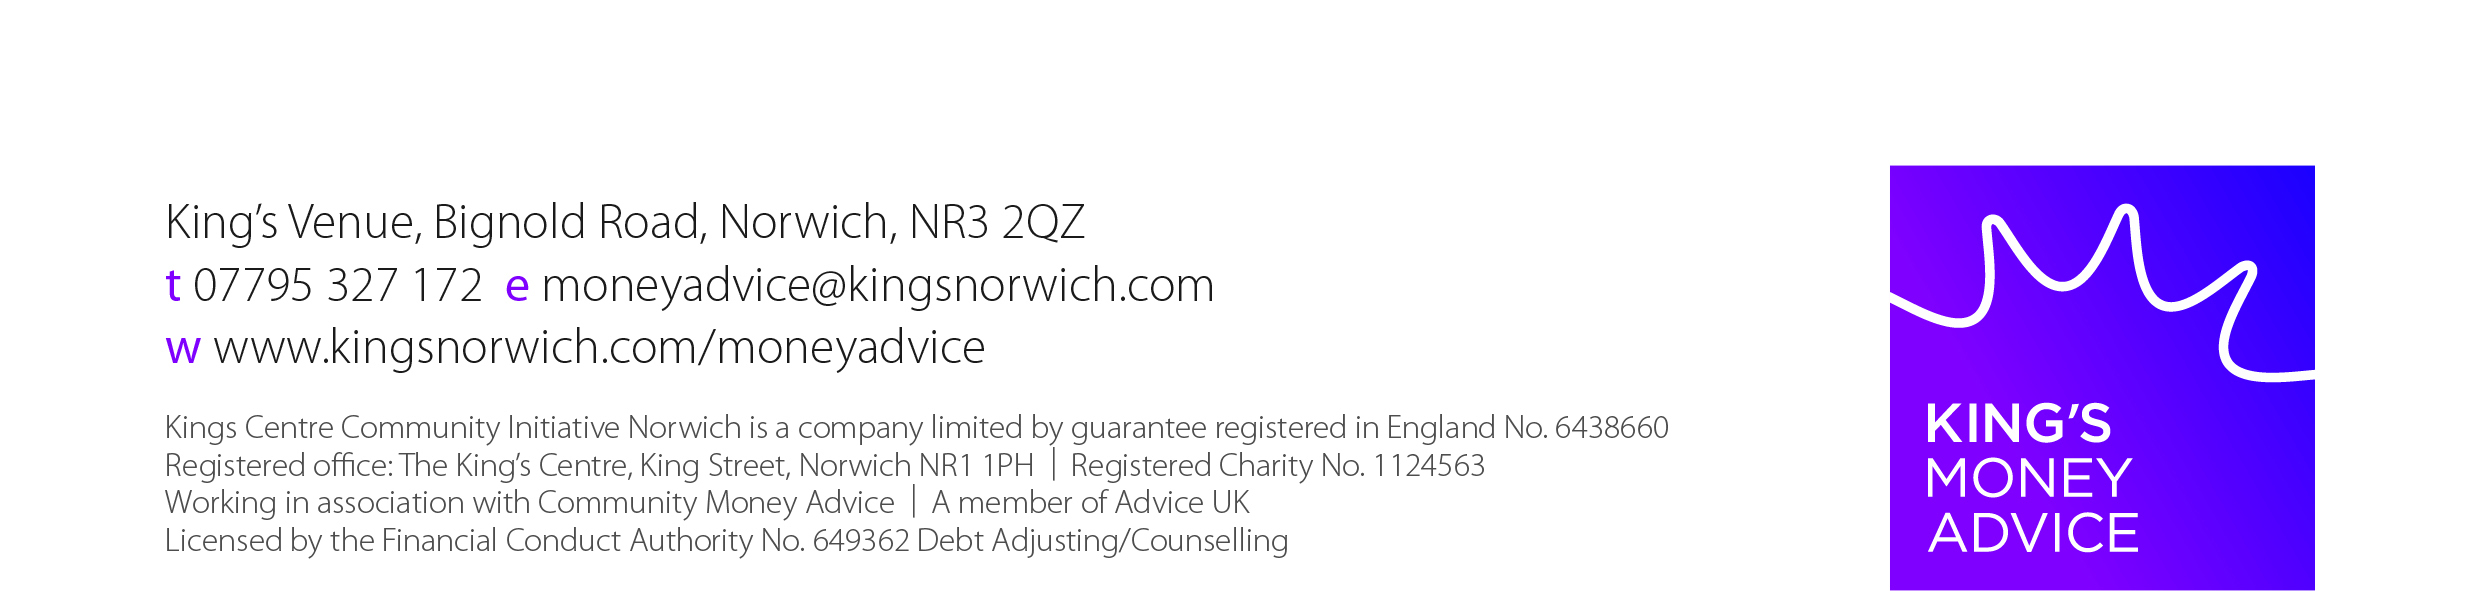 King’s Venue, Bignold Road, Norwich, NR3 2QZ
t 07795 327 172 e moneyadvice@kingsnorwich.com
w www.kingsnorwich.com/moneyadvice
Kings Centre Community Initiative Norwich is a company limited by guarantee registered in England No. 6438660
Registered office: The King’s Centre, King Street, Norwich NR1 1PH | Registered Charity No. 1124563
Working in association with Community Money Advice | A member of Advice UK
Licensed by the Financial Conduct Authority No. 649362 Debt Adjusting/Counselling
KING’S
MONEY
ADVICE